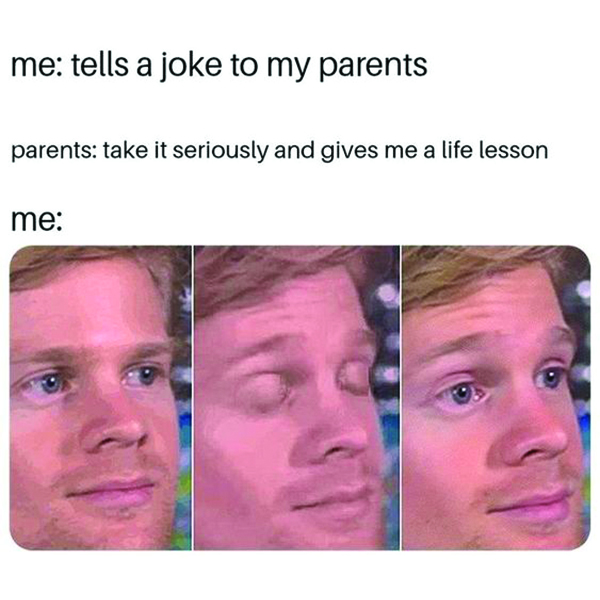 me: tells a joke to my parents
parents: take it seriously and gives me a life lesson
me: